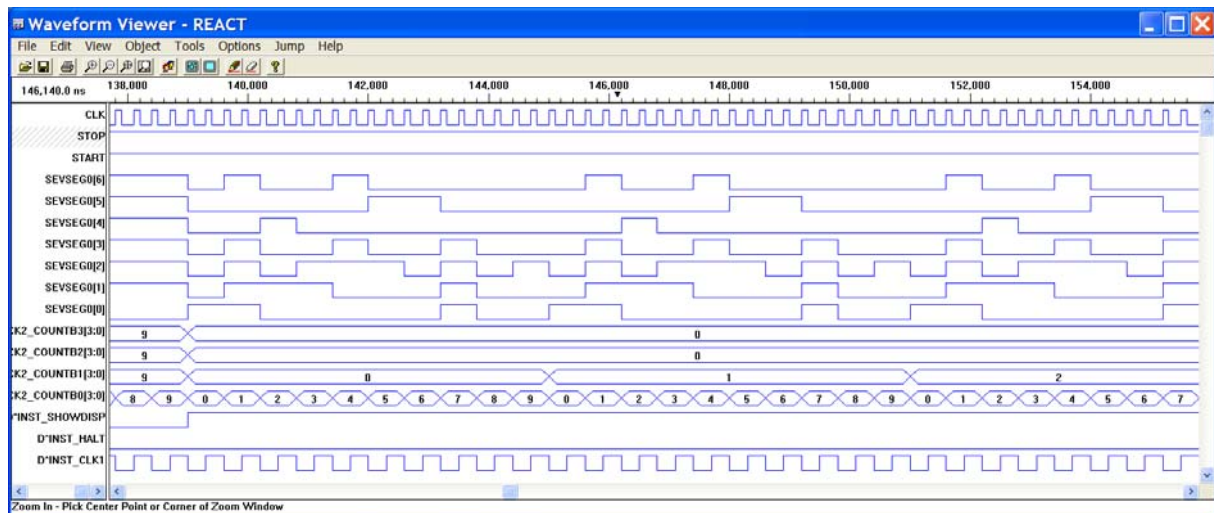 Waveform Viewer - REACT
File Edit View Object Tools Options Jump Help
146,140.0 ns 138,000 140,000 142,000 144,000 146,000 148,000 150,000 152,000 154,000
CLK
STOP
START
SEVSEG0[6]
SEVSEG0[5]
SEVSEG0[4]
SEVSEG0[3]
SEVSEG0[2]
SEVSEG0[1]
SEVSEG0[0]
K2_COUNTB3[3:0] 9 0
K2_COUNTB2[3:0] 9 0
K2_COUNTB1[3:0] 9 0 1 2
K2_COUNTB0[3:0] 8 9 0 1 2 3 4 5 6 7 8 9 0 1 2 3 4 5 6 7 8 9 0 1 2 3 4 5 6 7
D*INST_SHOWDISP
D*INST_HALT
D*INST_CLK1
Zoom In - Pick Center Point or Corner of Zoom Window